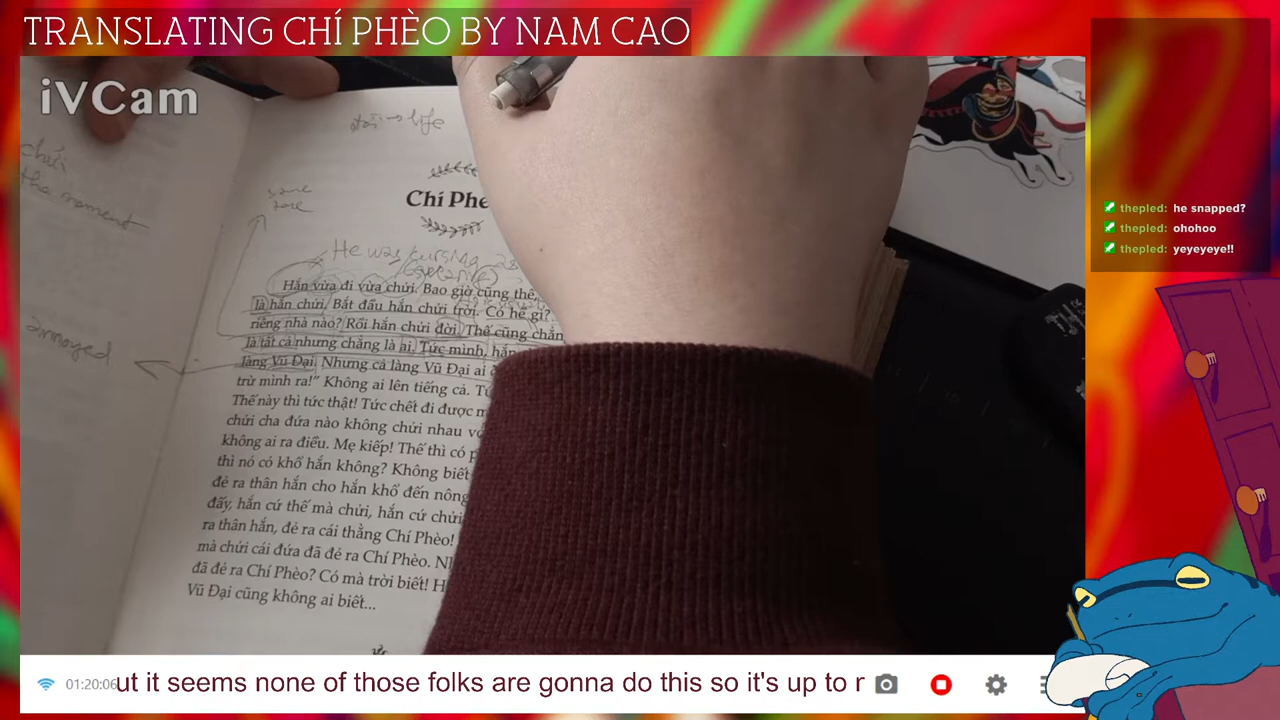 TRANSLATING CHÍ PHÈO BY NAM CAO
iVCam
đời → life
chửi
the moment
same
Chí Phè
He was cursing as
annoyed
Hắn vừa đi vừa chửi. Bao giờ cũng thế,
là hắn chửi. Bắt đầu hắn chửi trời. Có hề gì?
riêng nhà nào? Rồi hắn chửi đời. Thế cũng chẳn
là tất cả nhưng chẳng là ai. Tức mình, hắn
làng Vũ Đại. Nhưng cả làng Vũ Đại ai
trừ mình ra!" Không ai lên tiếng cả. Tứ
Thế này thì tức thật! Tức chết đi được m
chửi cha đứa nào không chửi nhau vớ
không ai ra điều. Mẹ kiếp! Thế thì có p
thì nó có khổ hắn không? Không biết
đẻ ra thân hắn cho hắn khổ đến nông
đấy, hắn cứ thế mà chửi, hắn cứ chửi
ra thân hắn, đẻ ra cái thằng Chí Phèo!
mà chửi cái đứa đã đẻ ra Chí Phèo. N
đã đẻ ra Chí Phèo? Có mà trời biết! H
Vũ Đại cũng không ai biết...
thepled: he snapped?
thepled: ohohoo
thepled: yeyeyeye!!
01:20:06
ut it seems none of those folks are gonna do this so it's up to r